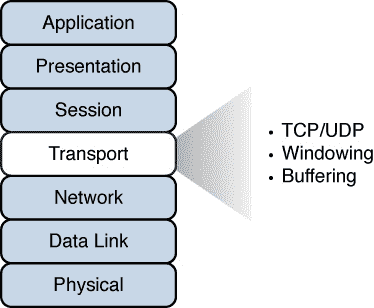 Application
Presentation
Session
Transport
Network
Data Link
Physical
• TCP/UDP
• Windowing
• Buffering